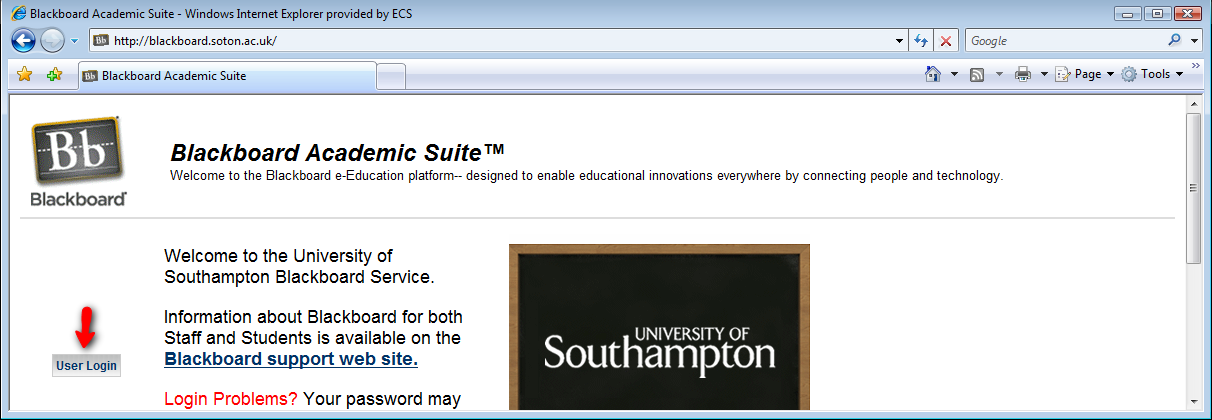 Blackboard Academic Suite - Windows Internet Explorer provided by ECS
http://blackboard.soton.ac.uk/
Google
Blackboard Academic Suite
Page
Tools
Bb
Blackboard
Blackboard Academic Suite™
Welcome to the Blackboard e-Education platform-- designed to enable educational innovations everywhere by connecting people and technology.
Welcome to the University of
Southampton Blackboard Service.
Information about Blackboard for both
Staff and Students is available on the
Blackboard support web site.
Login Problems? Your password may
User Login
UNIVERSITY OF
Southampton